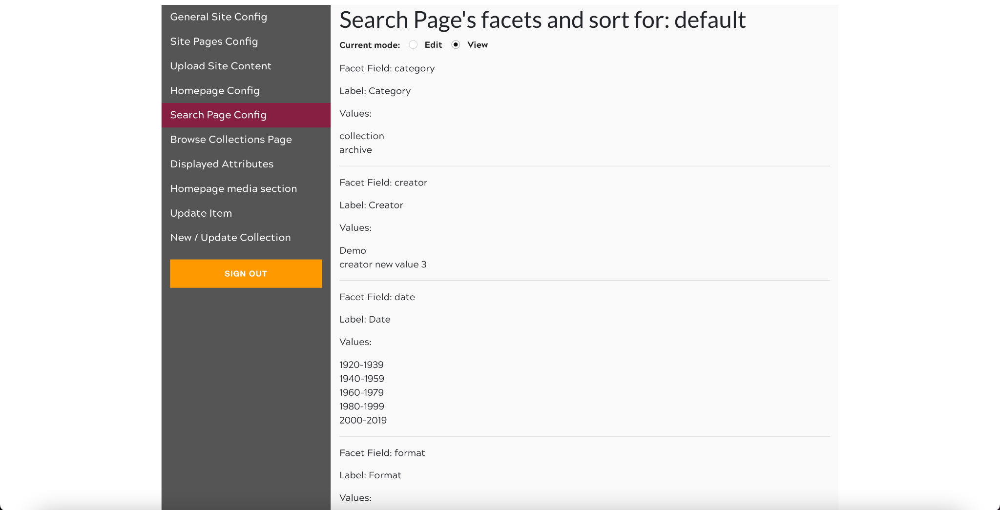 General Site Config
Site Pages Config
Upload Site Content
Homepage Config
Search Page Config
Browse Collections Page
Displayed Attributes
Homepage media section
Update Item
New / Update Collection
SIGN OUT
Search Page's facets and sort for: default
Current mode: Edit View
Facet Field: category
Label: Category
Values:
collection
archive
Facet Field: creator
Label: Creator
Values:
Demo
creator new value 3
Facet Field: date
Label: Date
Values:
1920-1939
1940-1959
1960-1979
1980-1999
2000-2019
Facet Field: format
Label: Format
Values: